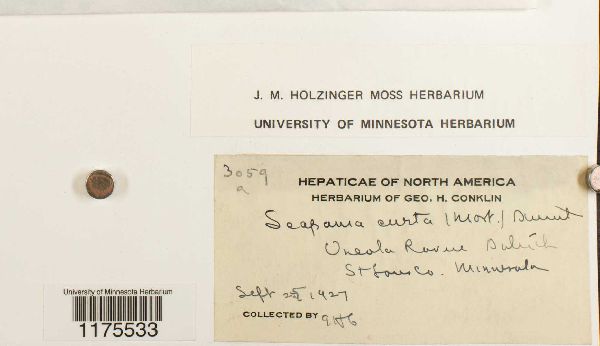 J. M. HOLZINGER MOSS HERBARIUM
UNIVERSITY OF MINNESOTA HERBARIUM
3059
a
HEPATICAE OF NORTH AMERICA
HERBARIUM OF GEO. H. CONKLIN
Scapania curta (Mart.) Dumort
Oneota Ravine Duluth
St Louis Co. Minnesota
Sept 25 1927
COLLECTED BY GHC
University of Minnesota Herbarium
1175533